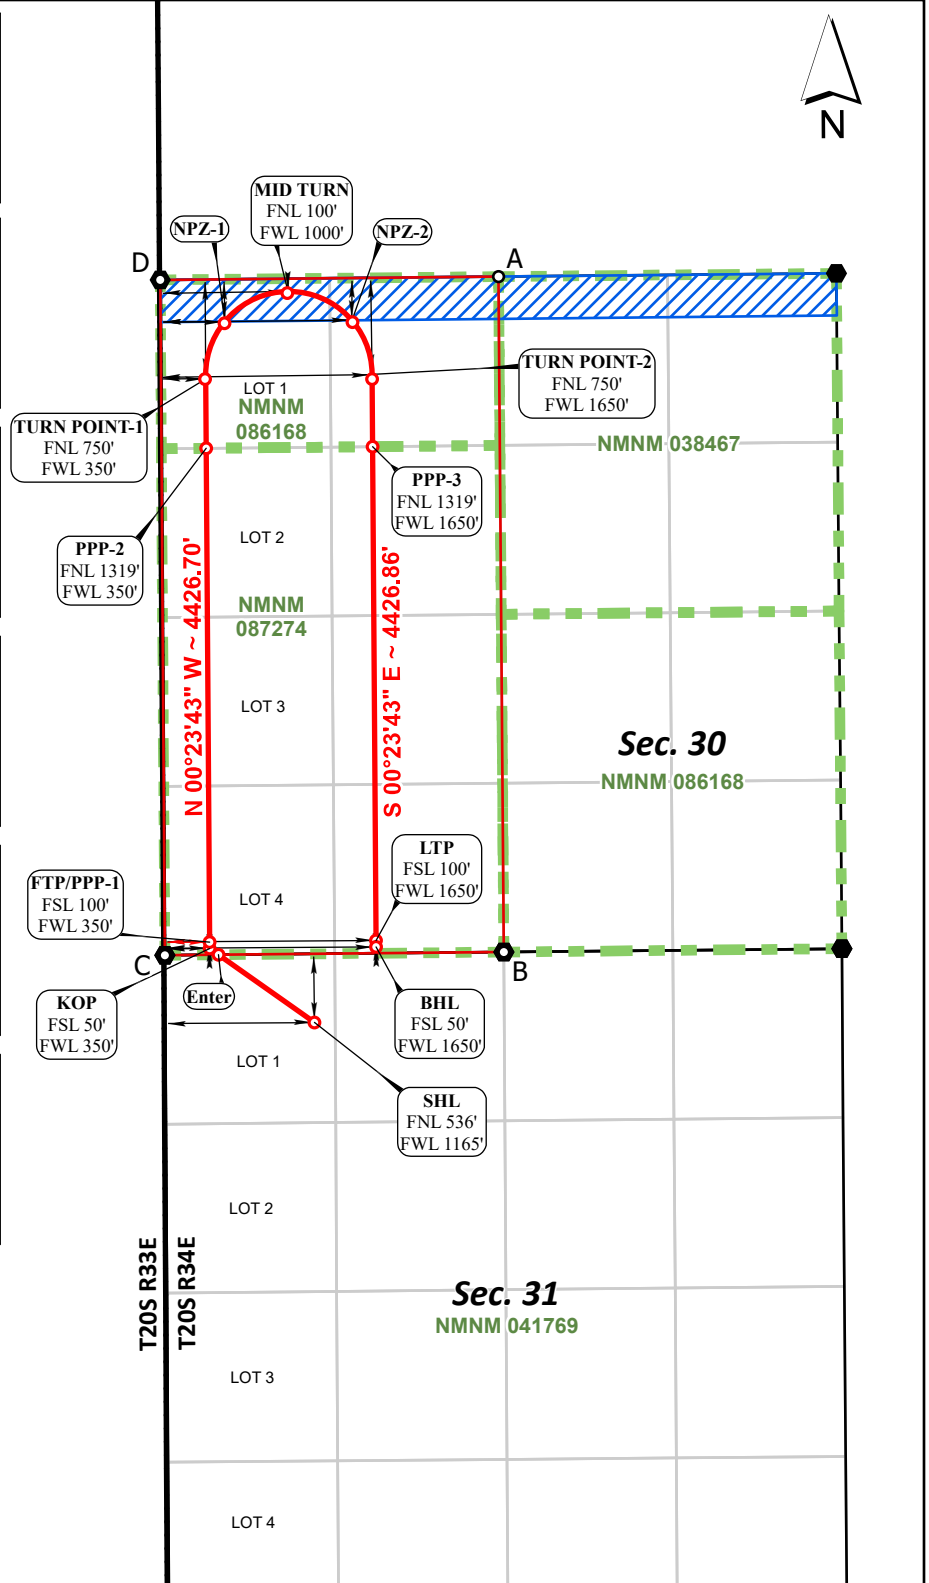 N
MID TURN
FNL 100'
FWL 1000'
NPZ-1
NPZ-2
D
A
TURN POINT-2
FNL 750'
FWL 1650'
LOT 1
NMNM
086168
TURN POINT-1
FNL 750'
FWL 350'
NMNM 038467
PPP-3
FNL 1319'
FWL 1650'
PPP-2
FNL 1319'
FWL 350'
LOT 2
NMNM
087274
N 00°23'43" W ~ 4426.70'
S 00°23'43" E ~ 4426.86'
LOT 3
Sec. 30
NMNM 086168
LTP
FSL 100'
FWL 1650'
FTP/PPP-1
FSL 100'
FWL 350'
LOT 4
C
B
Enter
KOP
FSL 50'
FWL 350'
BHL
FSL 50'
FWL 1650'
LOT 1
SHL
FNL 536'
FWL 1165'
LOT 2
T20S R33E
T20S R34E
Sec. 31
NMNM 041769
LOT 3
LOT 4